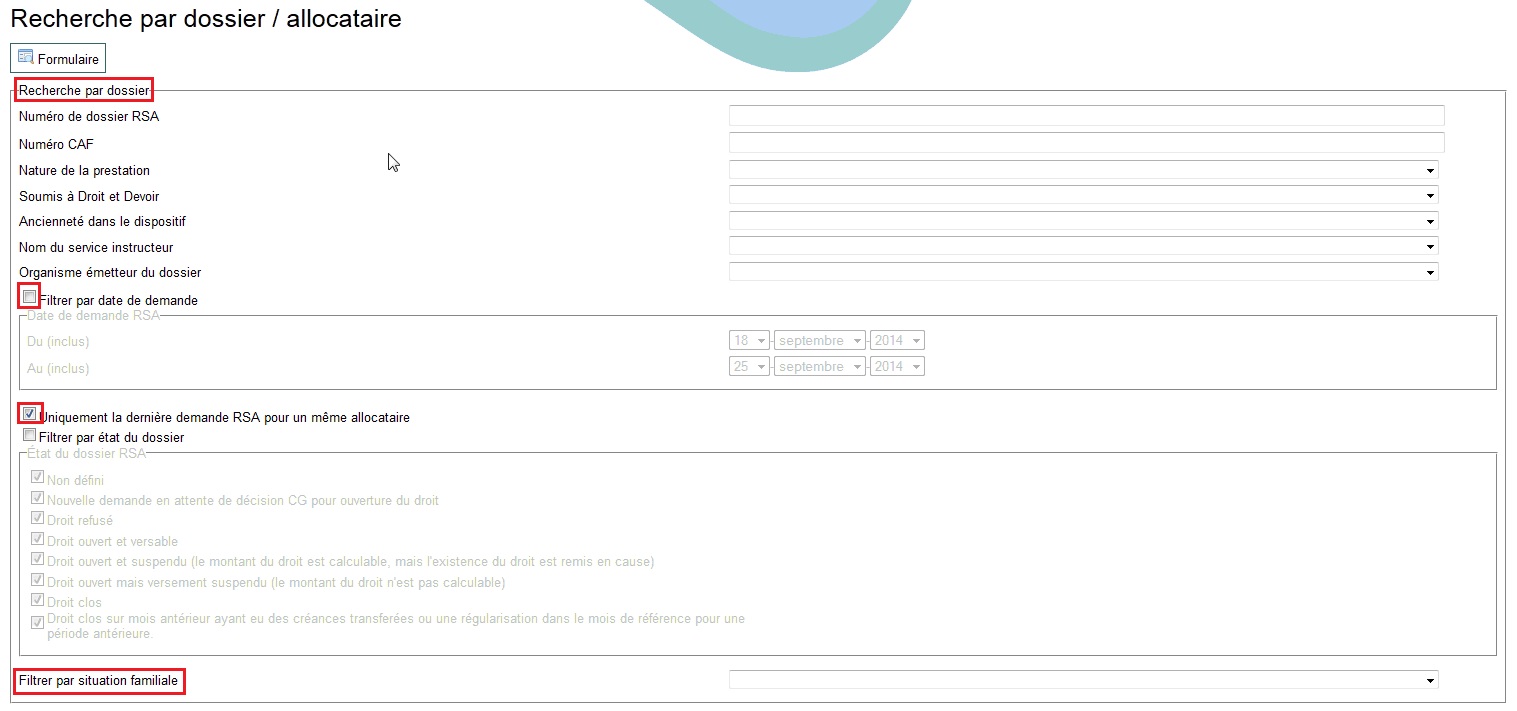 Recherche par dossier / allocataire
Formulaire
Recherche par dossier
Numéro de dossier RSA
Numéro CAF
Nature de la prestation
Soumis à Droit et Devoir
Ancienneté dans le dispositif
Nom du service instructeur
Organisme émetteur du dossier
Filtrer par date de demande
Date de demande RSA
Du (inclus) 18 - septembre - 2014
Au (inclus) 25 - septembre - 2014
Uniquement la dernière demande RSA pour un même allocataire
Filtrer par état du dossier
État du dossier RSA
Non défini
Nouvelle demande en attente de décision CG pour ouverture du droit
Droit refusé
Droit ouvert et versable
Droit ouvert et suspendu (le montant du droit est calculable, mais l'existence du droit est remis en cause)
Droit ouvert mais versement suspendu (le montant du droit n'est pas calculable)
Droit clos
Droit clos sur mois antérieur ayant eu des créances transferées ou une régularisation dans le mois de référence pour une
période antérieure.
Filtrer par situation familiale